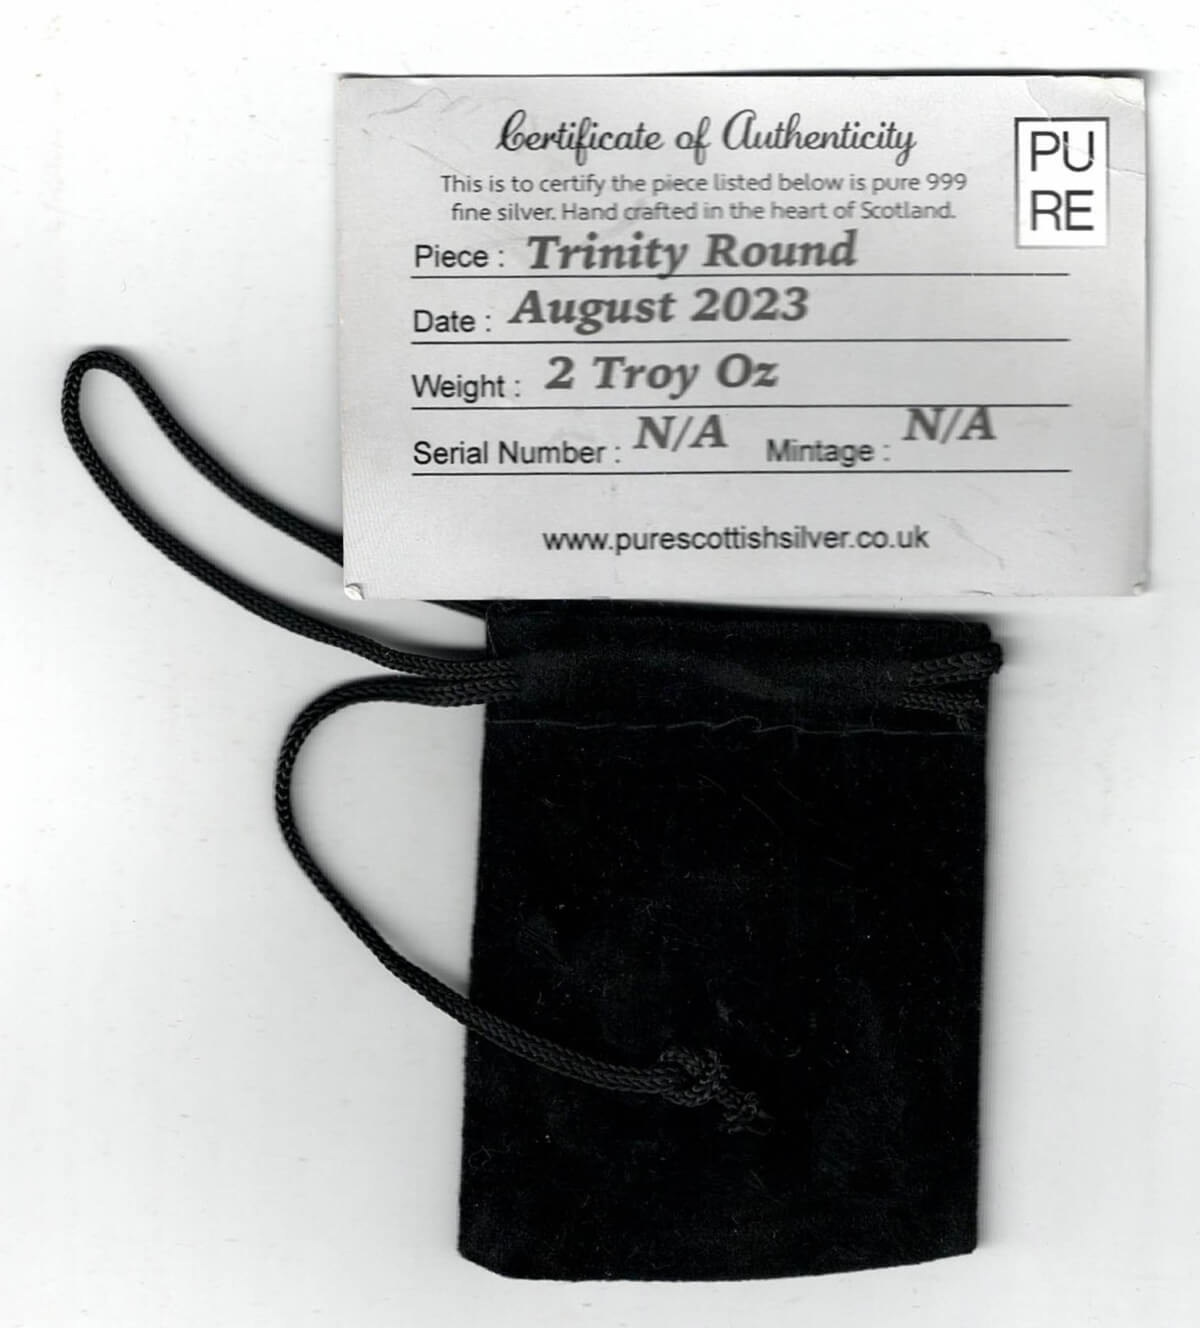 Certificate of Authenticity
This is to certify the piece listed below is pure 999
fine silver. Hand crafted in the heart of Scotland.
PU
RE
Piece : Trinity Round
Date : August 2023
Weight : 2 Troy Oz
Serial Number : N/A Mintage : N/A
www.purescottishsilver.co.uk